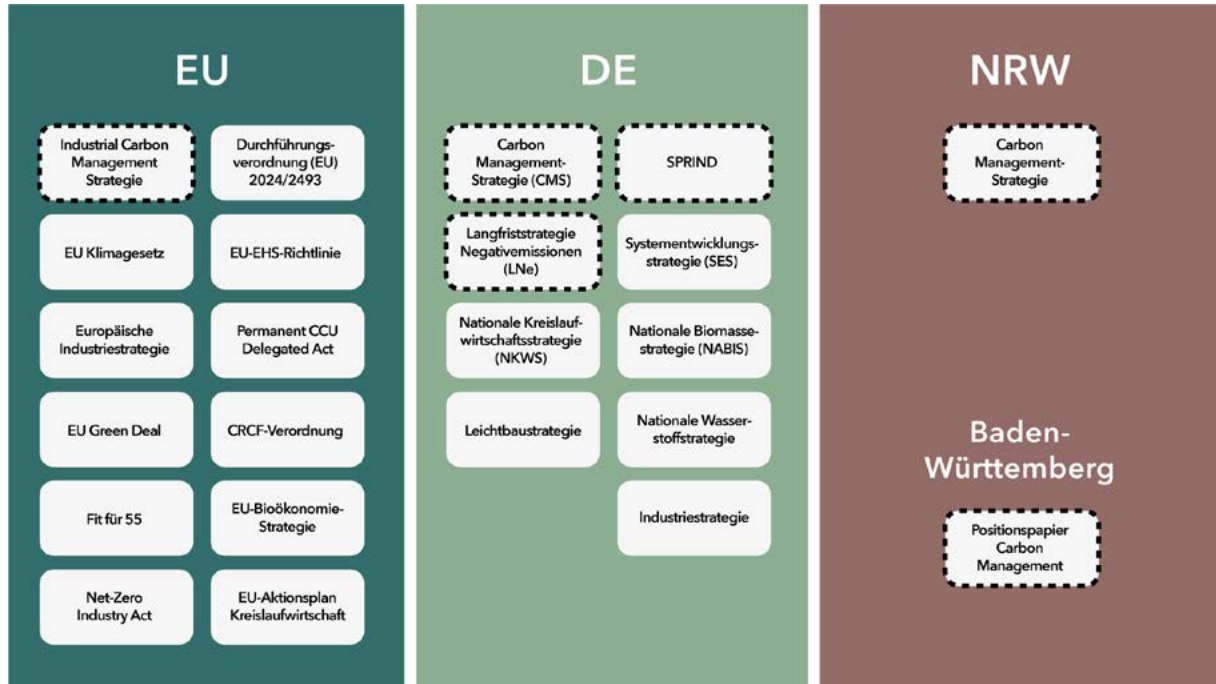 EU
Industrial Carbon
Management
Strategie
Durchführungs-
verordnung (EU)
2024/2493
EU Klimagesetz
EU-EHS-Richtlinie
Europäische
Industriestrategie
Permanent CCU
Delegated Act
EU Green Deal
CRCF-Verordnung
Fit für 55
EU-Bioökonomie-
Strategie
Net-Zero
Industry Act
EU-Aktionsplan
Kreislaufwirtschaft
DE
Carbon
Management-
Strategie (CMS)
SPRIND
Langfriststrategie
Negativemissionen
(LNe)
Systementwicklungs-
strategie (SES)
Nationale Kreislauf-
wirtschaftsstrategie
(NKWS)
Nationale Biomasse-
strategie (NABIS)
Leichtbaustrategie
Nationale Wasser-
stoffstrategie
Industriestrategie
NRW
Carbon
Management-
Strategie
Baden-
Württemberg
Positionspapier
Carbon
Management